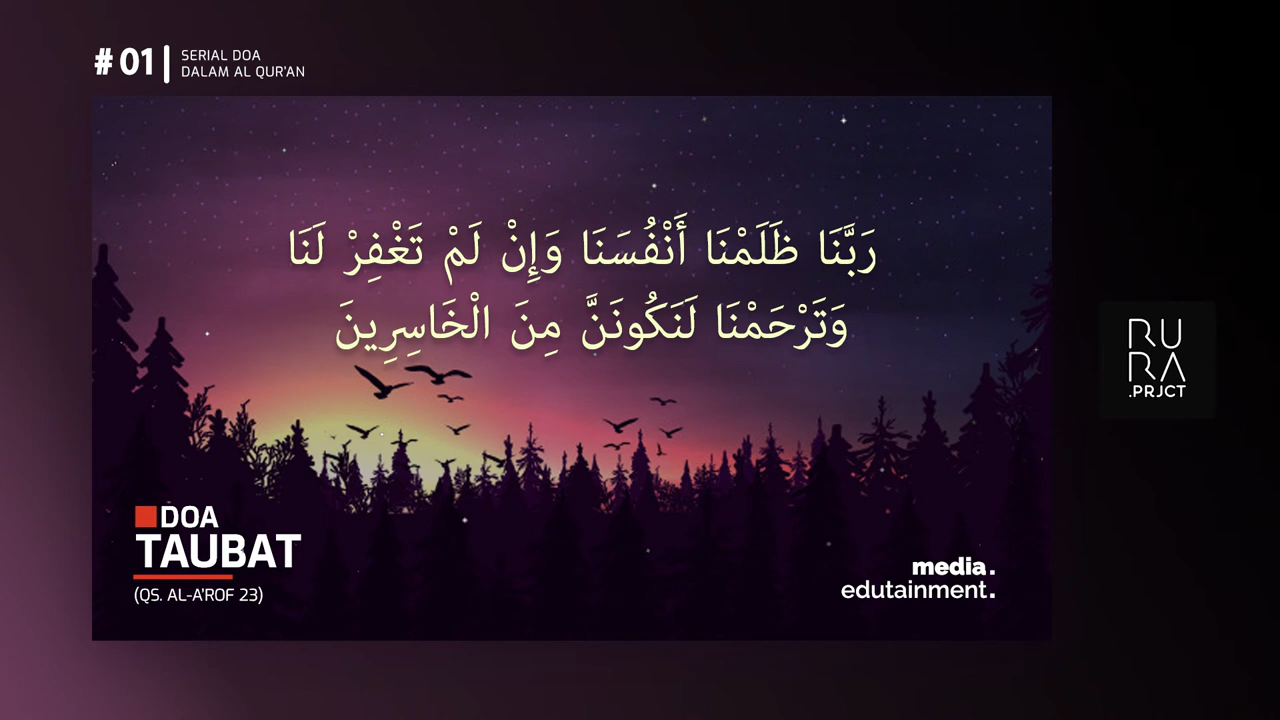 #01
SERIAL DOA
DALAM AL QUR'AN
رَبَّنَا ظَلَمْنَا أَنْفُسَنَا وَإِنْ لَمْ تَغْفِرْ لَنَا
وَتَرْحَمْنَا لَنَكُونَنَّ مِنَ الْخَاسِرِينَ
DOA
TAUBAT
(QS. AL-A'ROF 23)
media.
edutainment.
RU
RA
.PRJCT